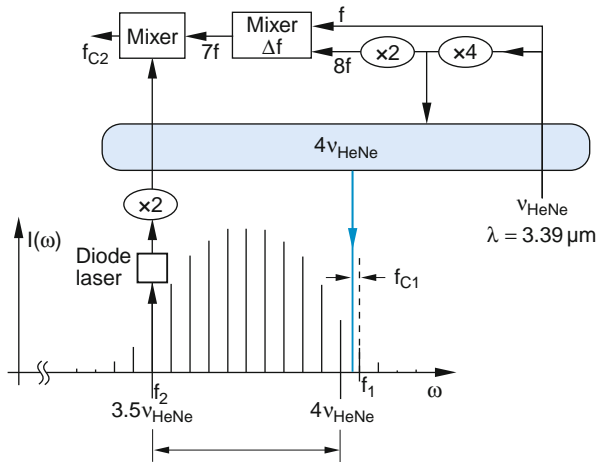 f
f_C2
Mixer
7f
Mixer
Δf
8f
×2
×4
4ν_HeNe
ν_HeNe
λ = 3.39 μm
×2
I(ω)
Diode
laser
f_C1
f_2
f_1
ω
3.5ν_HeNe
4ν_HeNe